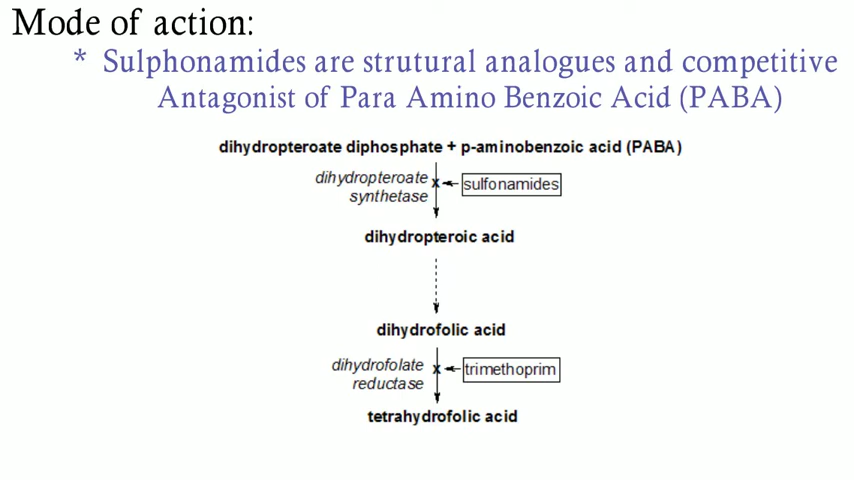 Mode of action:
* Sulphonamides are strutural analogues and competitive
Antagonist of Para Amino Benzoic Acid (PABA)
dihydropteroate diphosphate + p-aminobenzoic acid (PABA)
dihydropteroate
synthetase
x
sulfonamides
dihydropteroic acid
dihydrofolic acid
dihydrofolate
reductase
x
trimethoprim
tetrahydrofolic acid